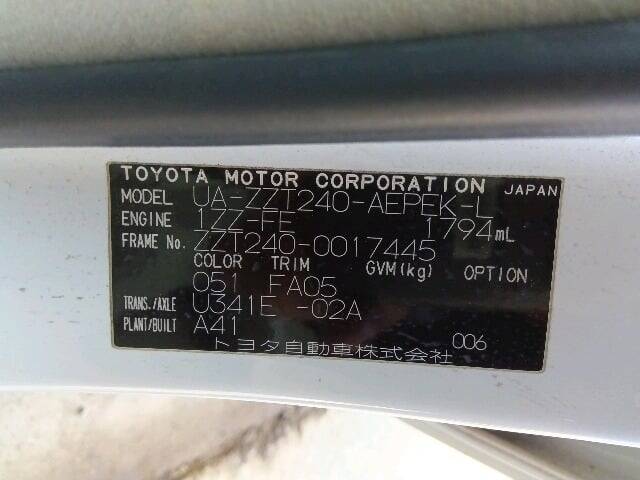 TOYOTA MOTOR CORPORATION JAPAN
MODEL UA-ZZT240-AEPEK-L
ENGINE 1ZZ-FE 1794mL
FRAME No. ZZT240-0017445
COLOR TRIM GVM(kg) OPTION
051 FA05
TRANS./AXLE U341E -02A
PLANT/BUILT A41
トヨタ自動車株式会社 006